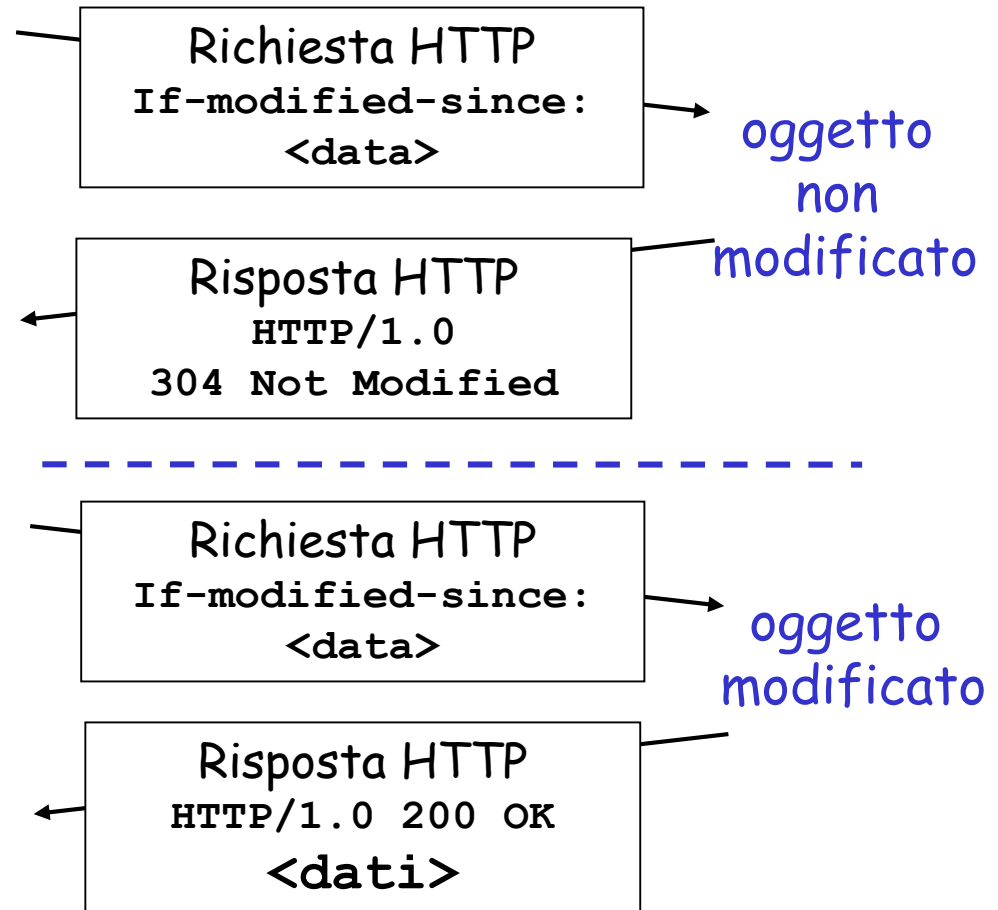 Richiesta HTTP
If-modified-since:
<data>
oggetto
non
modificato
Risposta HTTP
HTTP/1.0
304 Not Modified
Richiesta HTTP
If-modified-since:
<data>
oggetto
modificato
Risposta HTTP
HTTP/1.0 200 OK
<dati>